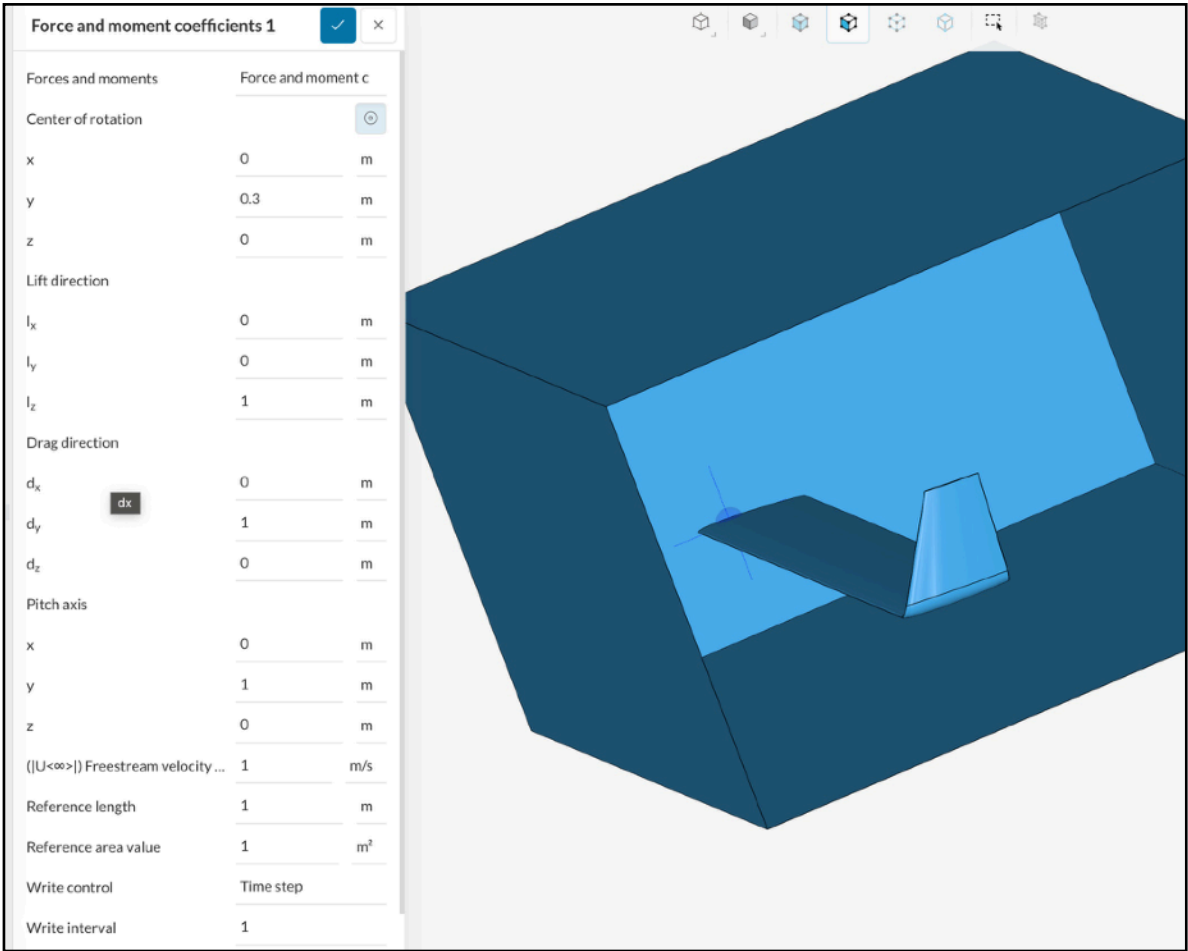 Force and moment coefficients 1
Forces and moments Force and moment c
Center of rotation
x 0 m
y 0.3 m
z 0 m
Lift direction
lx 0 m
ly 0 m
lz 1 m
Drag direction
dx 0 m
dx
dy 1 m
dz 0 m
Pitch axis
x 0 m
y 1 m
z 0 m
(|U<∞>|) Freestream velocity ... 1 m/s
Reference length 1 m
Reference area value 1 m²
Write control Time step
Write interval 1